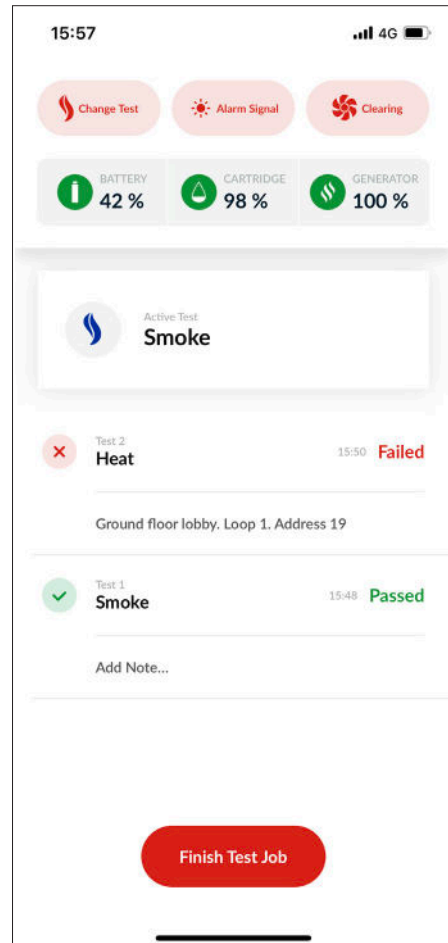 15:57
4G
Change Test
Alarm Signal
Clearing
BATTERY
42 %
CARTRIDGE
98 %
GENERATOR
100 %
Active Test
Smoke
Test 2
Heat
15:50 Failed
Ground floor lobby. Loop 1. Address 19
Test 1
Smoke
15:48 Passed
Add Note...
Finish Test Job